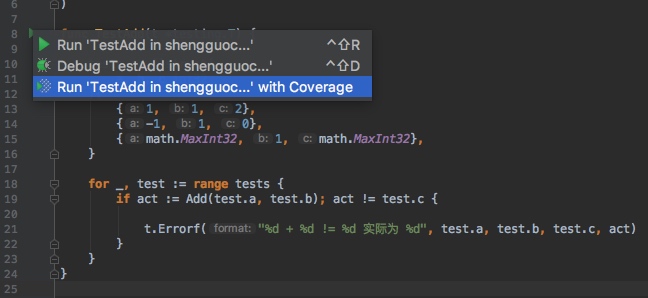 6 )
7
8
9 Run 'TestAdd in shengguoc...' ^⇧R
10 Debug 'TestAdd in shengguoc...' ^⇧D
11 Run 'TestAdd in shengguoc...' with Coverage
12
13 { a: 1, b: 1, c: 2},
14 { a: -1, b: 1, c: 0},
15 { a: math.MaxInt32, b: 1, c: math.MaxInt32},
16 }
17
18 for _, test := range tests {
19 if act := Add(test.a, test.b); act != test.c {
20
21 t.Errorf( format: "%d + %d != %d 实际为 %d", test.a, test.b, test.c, act)
22 }
23 }
24 }
25